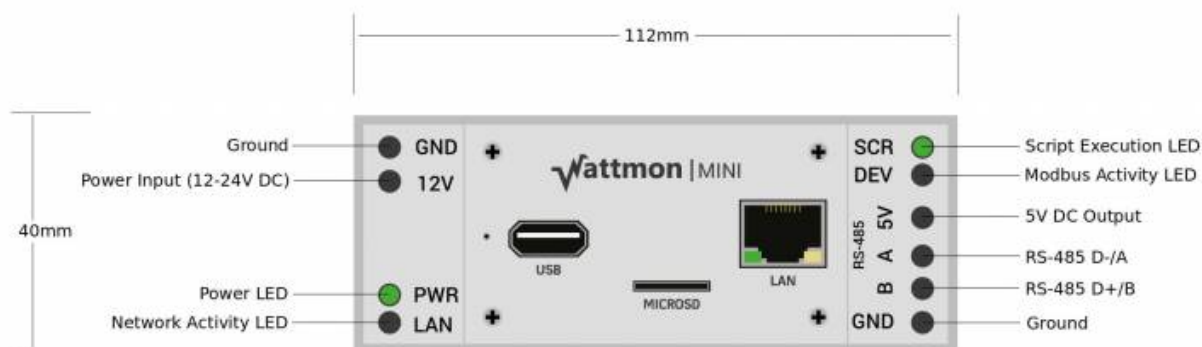 112mm
40mm
Ground
Power Input (12-24V DC)
Power LED
Network Activity LED
GND
12V
PWR
LAN
Wattmon | MINI
USB
MICROSD
LAN
SCR
DEV
RS-485
5V
A
B
GND
Script Execution LED
Modbus Activity LED
5V DC Output
RS-485 D-/A
RS-485 D+/B
Ground